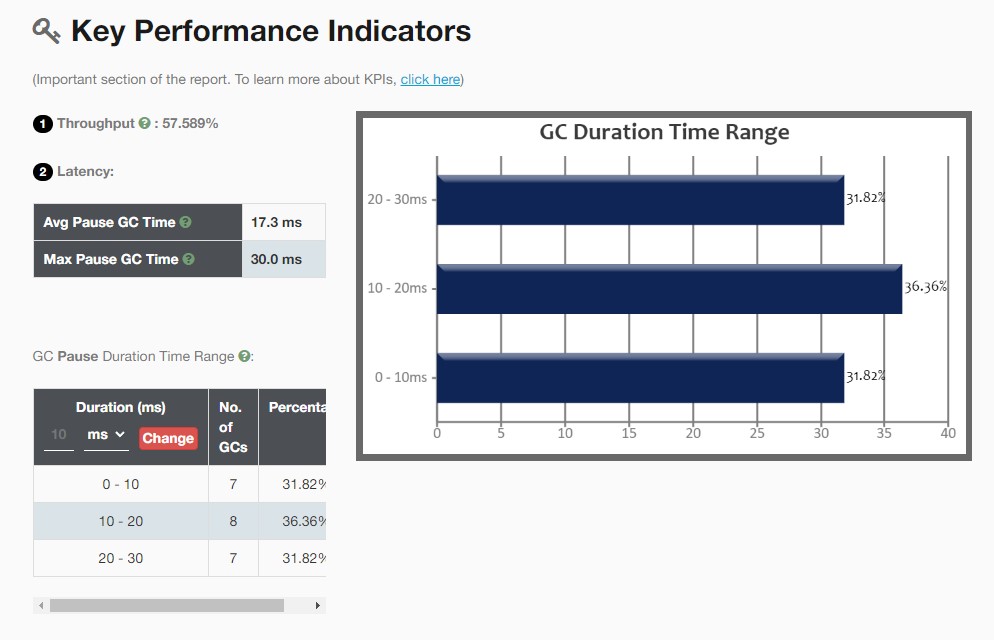 Key Performance Indicators
(Important section of the report. To learn more about KPIs, click here)
1 Throughput ? : 57.589%
2 Latency:
Avg Pause GC Time ? 17.3 ms
Max Pause GC Time ? 30.0 ms
GC Pause Duration Time Range ?:
Duration (ms) No. of GCs Percenta
10 ms Change
0 - 10 7 31.82%
10 - 20 8 36.36%
20 - 30 7 31.82%
GC Duration Time Range
20 - 30ms 31.82%
10 - 20ms 36.36%
0 - 10ms 31.82%
0 5 10 15 20 25 30 35 40